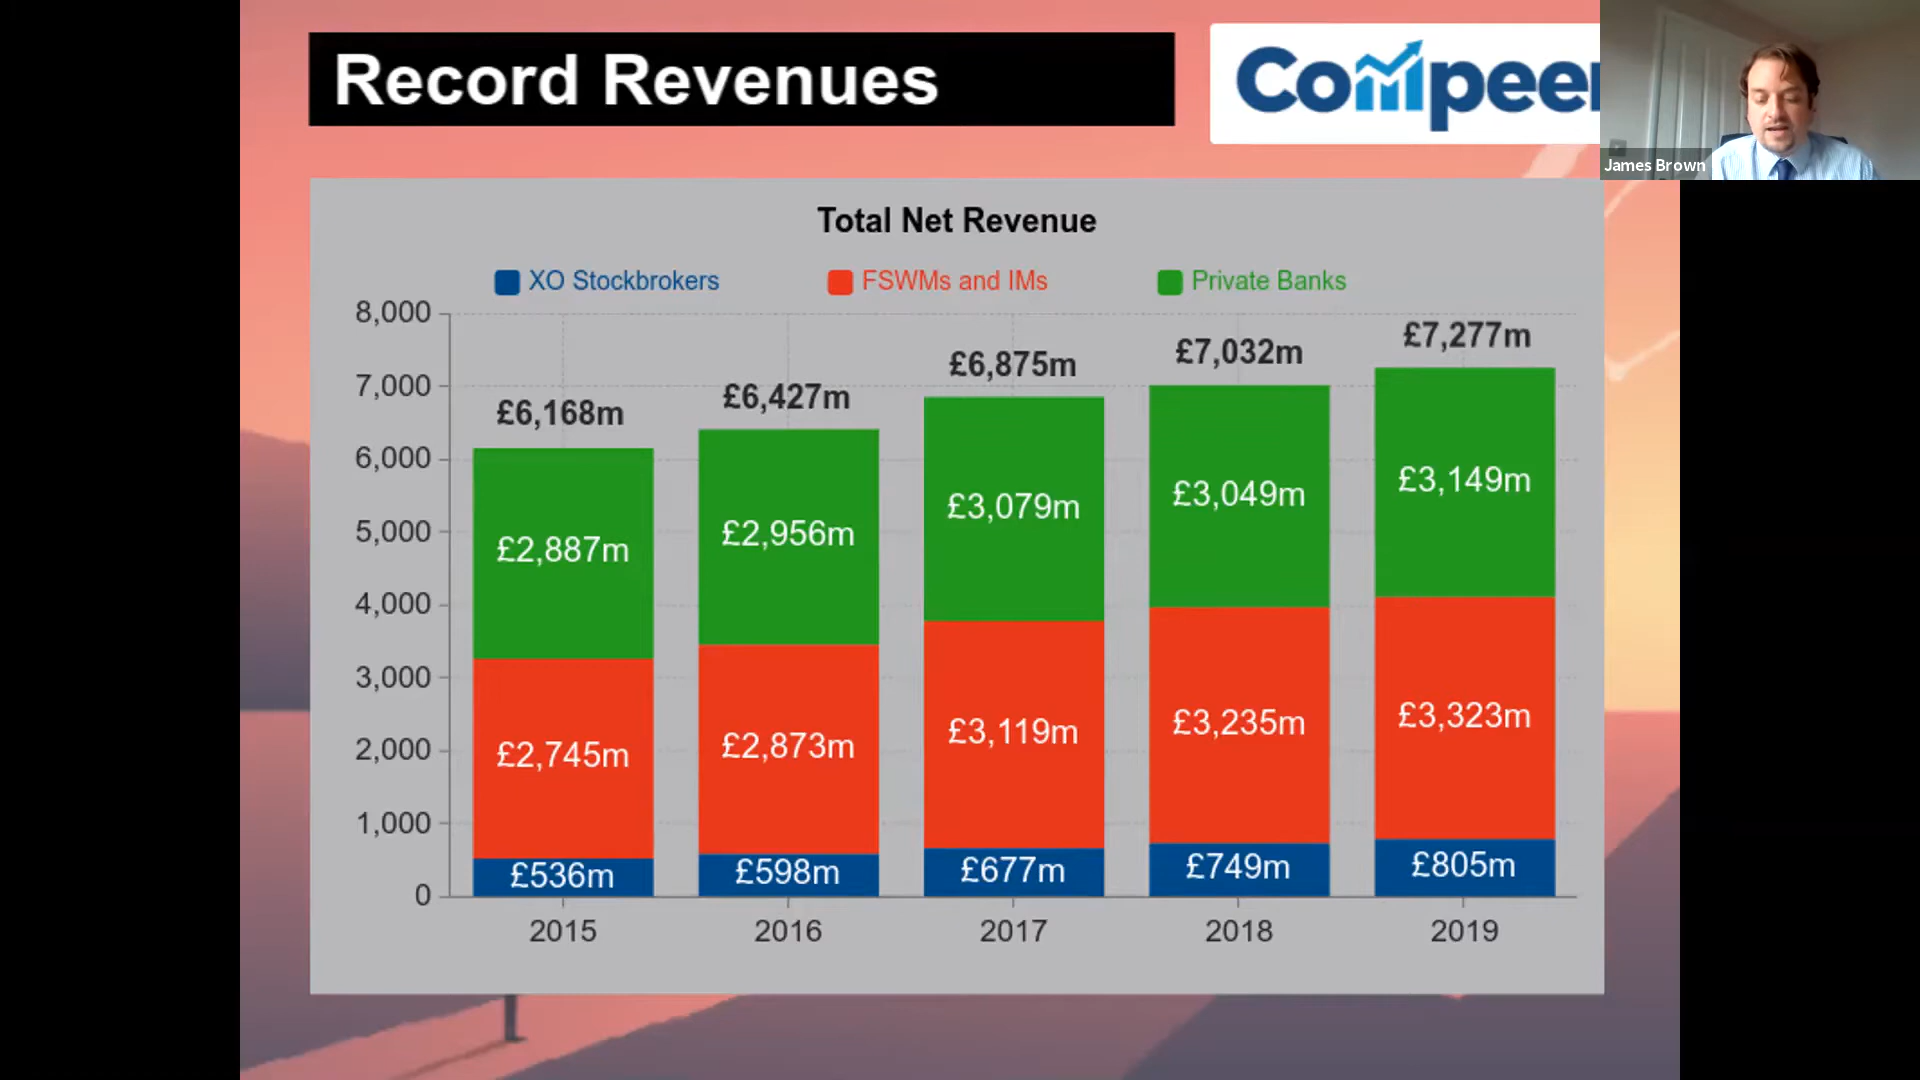 Record Revenues
Compeer
James Brown
Total Net Revenue
XO Stockbrokers FSWMs and IMs Private Banks
8,000
7,000
6,000
5,000
4,000
3,000
2,000
1,000
0
£6,168m £6,427m £6,875m £7,032m £7,277m
£2,887m £2,956m £3,079m £3,049m £3,149m
£2,745m £2,873m £3,119m £3,235m £3,323m
£536m £598m £677m £749m £805m
2015 2016 2017 2018 2019